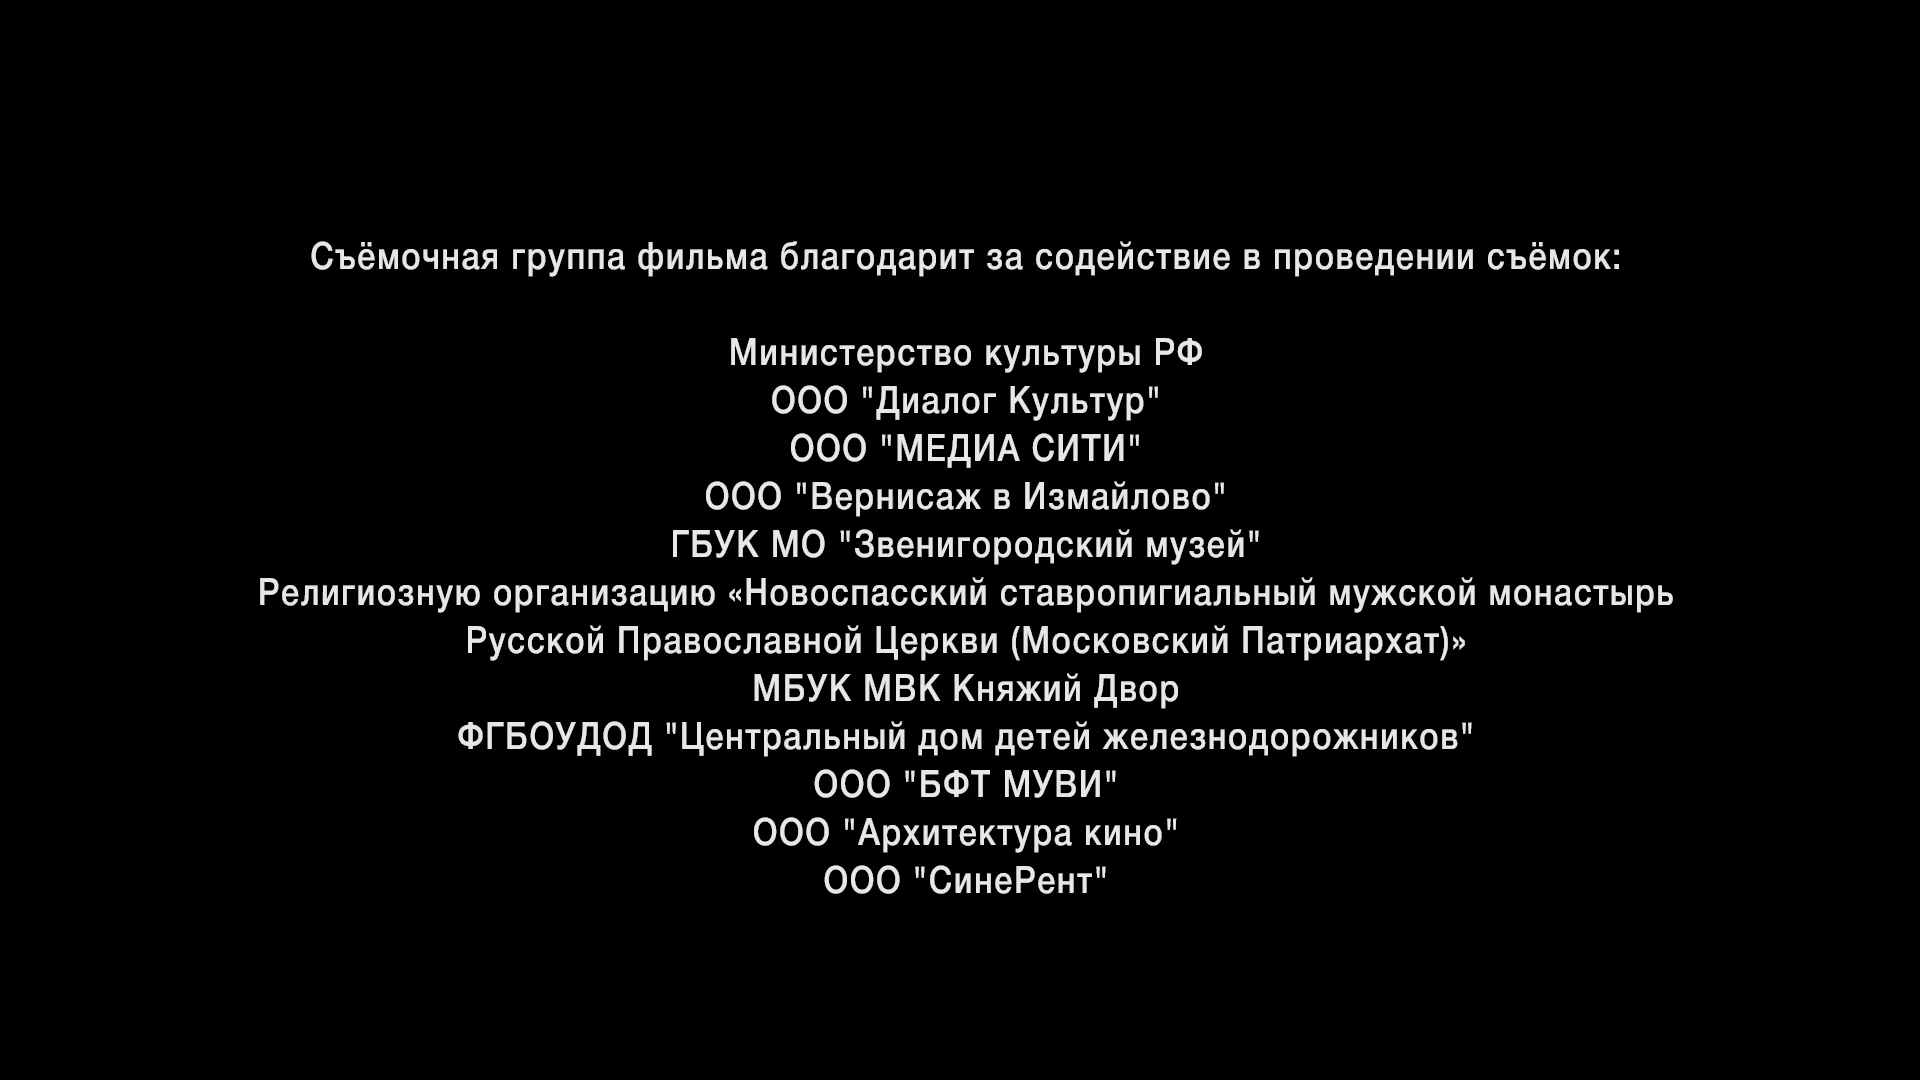 Съёмочная группа фильма благодарит за содействие в проведении съёмок:
Министерство культуры РФ
ООО "Диалог Культур"
ООО "МЕДИА СИТИ"
ООО "Вернисаж в Измайлово"
ГБУК МО "Звенигородский музей"
Религиозную организацию «Новоспасский ставропигиальный мужской монастырь
Русской Православной Церкви (Московский Патриархат)»
МБУК МВК Княжий Двор
ФГБОУДОД "Центральный дом детей железнодорожников"
ООО "БФТ МУВИ"
ООО "Архитектура кино"
ООО "СинеРент"